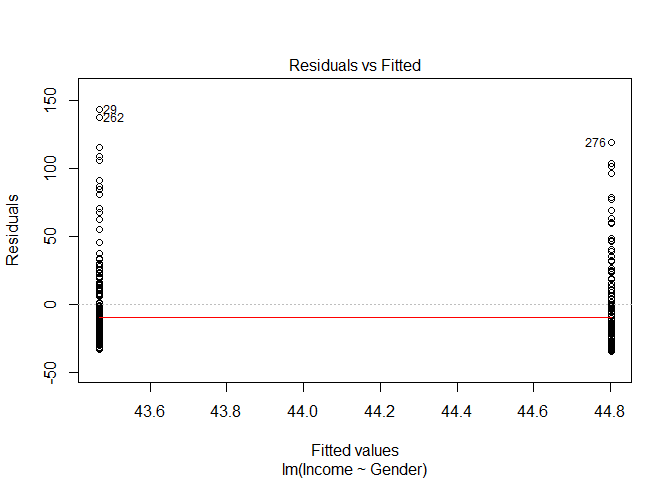 Residuals vs Fitted
Residuals
150
100
50
0
-50
29
262
276
43.6 43.8 44.0 44.2 44.4 44.6 44.8
Fitted values
lm(Income ~ Gender)